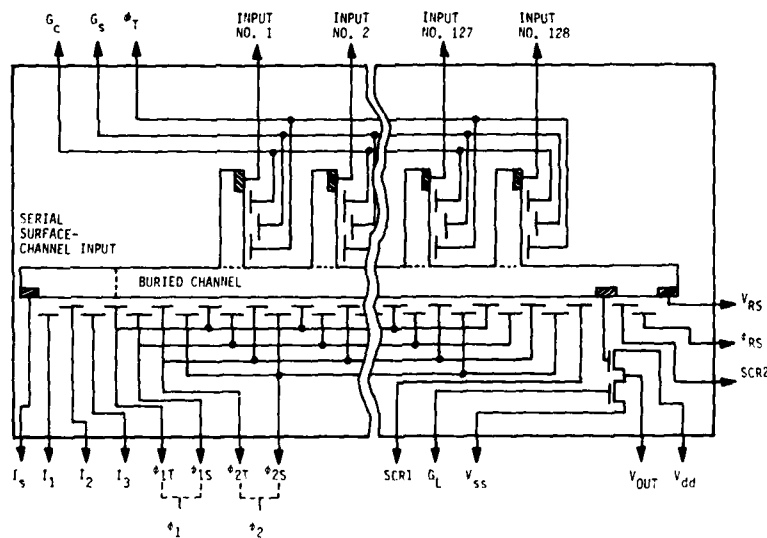 G_c G_s φ_T INPUT NO. 1 INPUT NO. 2 INPUT NO. 127 INPUT NO. 128
SERIAL
SURFACE-
CHANNEL INPUT
BURIED CHANNEL
V_RS
φ_RS
SCR2
I_s I_1 I_2 I_3 φ_1T φ_1S φ_2T φ_2S SCR1 G_L V_ss V_OUT V_dd
φ_1 φ_2